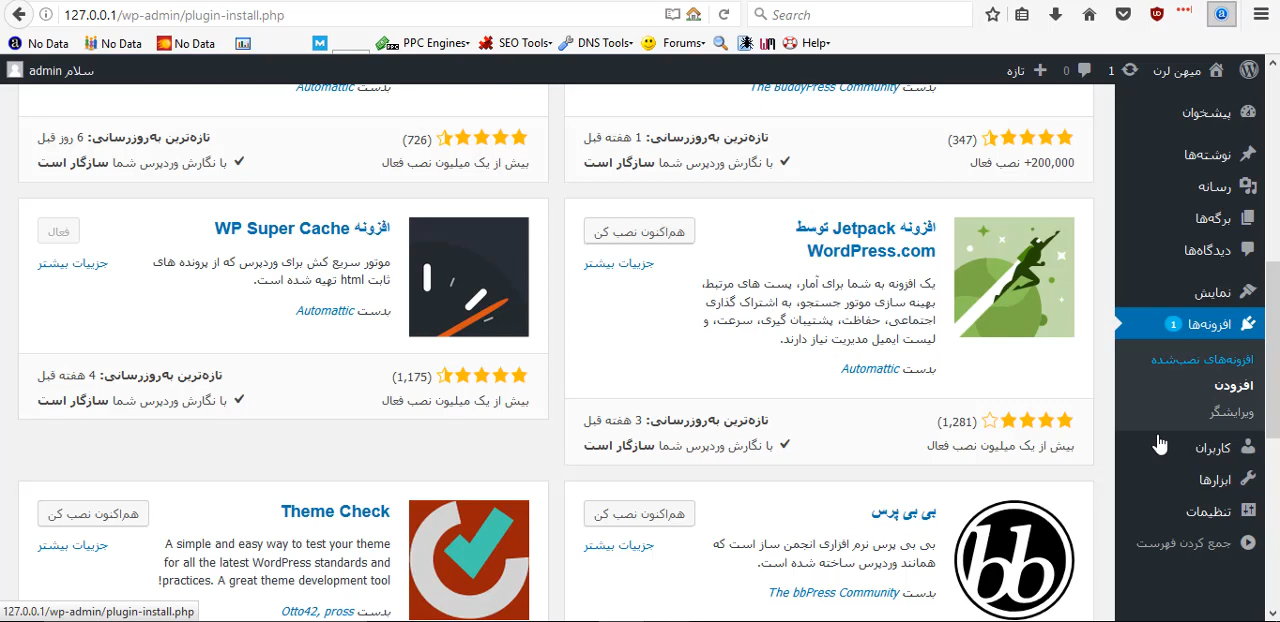 127.0.0.1/wp-admin/plugin-install.php
Search
No Data
No Data
No Data
PPC Engines
SEO Tools
DNS Tools
Forums
Help
میهن لرن
1
0
تازه
سلام admin
پیشخوان
نوشته‌ها
رسانه
برگه‌ها
دیدگاه‌ها
نمایش
افزونه‌ها 1
افزونه‌های نصب‌شده
افزودن
ویرایشگر
کاربران
ابزارها
تنظیمات
جمع کردن فهرست
بدست The BuddyPress Community
(347)
تازه‌ترین به‌روزرسانی: 1 هفته قبل
200,000+ نصب فعال
با نگارش وردپرس شما سازگار است
بدست Automattic
(726)
تازه‌ترین به‌روزرسانی: 6 روز قبل
بیش از یک میلیون نصب فعال
با نگارش وردپرس شما سازگار است
افزونه Jetpack توسط
WordPress.com
هم‌اکنون نصب کن
جزییات بیشتر
یک افزونه به شما برای آمار، پست های مرتبط،
بهینه سازی موتور جستجو، به اشتراک گذاری
اجتماعی، حفاظت، پشتیبان گیری، سرعت، و
لیست ایمیل مدیریت نیاز دارند.
بدست Automattic
(1,281)
تازه‌ترین به‌روزرسانی: 3 هفته قبل
بیش از یک میلیون نصب فعال
با نگارش وردپرس شما سازگار است
افزونه WP Super Cache
فعال
جزییات بیشتر
موتور سریع کش برای وردپرس که از پرونده های
ثابت html تهیه شده است.
بدست Automattic
(1,175)
تازه‌ترین به‌روزرسانی: 4 هفته قبل
بیش از یک میلیون نصب فعال
با نگارش وردپرس شما سازگار است
بی بی پرس
هم‌اکنون نصب کن
جزییات بیشتر
بی بی پرس نرم افزاری انجمن ساز است که
همانند وردپرس ساخته شده است.
بدست The bbPress Community
bb
Theme Check
هم‌اکنون نصب کن
جزییات بیشتر
A simple and easy way to test your theme
for all the latest WordPress standards and
!practices. A great theme development tool
بدست Otto42, pross
127.0.0.1/wp-admin/plugin-install.php